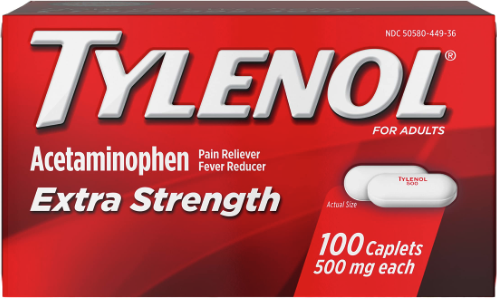 NDC 50580-449-36
TYLENOL®
FOR ADULTS
Acetaminophen Pain Reliever
Fever Reducer
Extra Strength
TYLENOL
500
Actual Size
100 Caplets
500 mg each